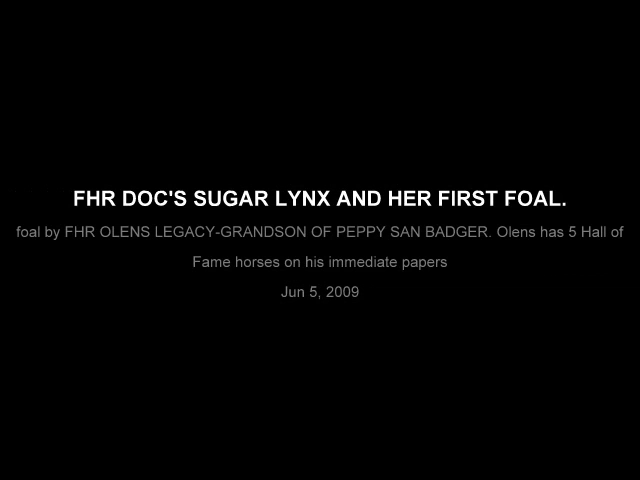 FHR DOC'S SUGAR LYNX AND HER FIRST FOAL.
foal by FHR OLENS LEGACY-GRANDSON OF PEPPY SAN BADGER. Olens has 5 Hall of
Fame horses on his immediate papers
Jun 5, 2009